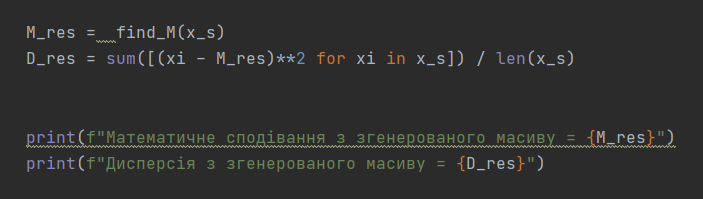 M_res =  find_M(x_s)
D_res = sum([(xi - M_res)**2 for xi in x_s]) / len(x_s)
print(f"Математичне сподівання з згенерованого масиву = {M_res}")
print(f"Дисперсія з згенерованого масиву = {D_res}")